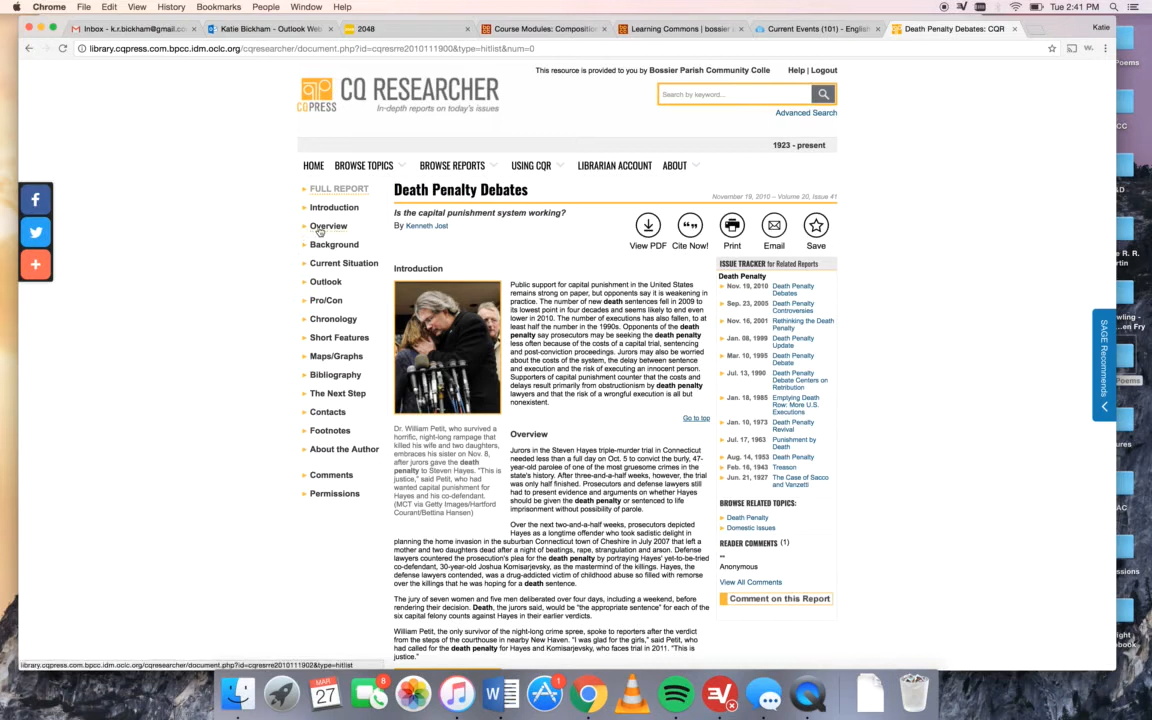 Chrome File Edit View History Bookmarks People Window Help
Tue 2:41 PM
Inbox - k.r.bickham@gmail.co
Katie Bickham - Outlook We
2048
Course Modules: Composition
Learning Commons | bossier
Current Events (101) - English
Death Penalty Debates: CQR
Katie
library.cqpress.com.bpcc.idm.oclc.org/cqresearcher/document.php?id=cqresrre2010111900&type=hitlist&num=0
This resource is provided to you by Bossier Parish Community Colle
Help | Logout
CQPRESS
CQ RESEARCHER
In-depth reports on today's issues
Search by keyword...
Advanced Search
1923 - present
HOME BROWSE TOPICS BROWSE REPORTS USING CQR LIBRARIAN ACCOUNT ABOUT
FULL REPORT
Introduction
Overview
Background
Current Situation
Outlook
Pro/Con
Chronology
Short Features
Maps/Graphs
Bibliography
The Next Step
Contacts
Footnotes
About the Author
Comments
Permissions
Death Penalty Debates
November 19, 2010 – Volume 20, Issue 41
Is the capital punishment system working?
By Kenneth Jost
View PDF Cite Now! Print Email Save
Introduction
Public support for capital punishment in the United States
remains strong on paper, but opponents say it is weakening in
practice. The number of new death sentences fell in 2009 to
its lowest point in four decades and seems likely to end even
lower in 2010. The number of executions has also fallen, to at
least half the number in the 1990s. Opponents of the death
penalty say prosecutors may be seeking the death penalty
less often because of the costs of a capital trial, sentencing
and post-conviction proceedings. Jurors may also be worried
about the costs of the system, the delay between sentence
and execution and the risk of executing an innocent person.
Supporters of capital punishment counter that the costs and
delays result primarily from obstructionism by death penalty
lawyers and that the risk of a wrongful execution is all but
nonexistent.
Go to top
Dr. William Petit, who survived a
horrific, night-long rampage that
killed his wife and two daughters,
embraces his sister on Nov. 8,
after jurors gave the death
penalty to Steven Hayes. "This is
justice," said Petit, who had
wanted capital punishment for
Hayes and his co-defendant.
(MCT via Getty Images/Hartford
Courant/Bettina Hansen)
Overview
Jurors in the Steven Hayes triple-murder trial in Connecticut
needed less than a full day on Oct. 5 to convict the burly, 47-
year-old parolee of one of the most gruesome crimes in the
state's history. After three-and-a-half weeks, however, the trial
was only half finished. Prosecutors and defense lawyers still
had to present evidence and arguments on whether Hayes
should be given the death penalty or sentenced to life
imprisonment without possibility of parole.
Over the next two-and-a-half weeks, prosecutors depicted
Hayes as a longtime offender who took sadistic delight in
planning the home invasion in the suburban Connecticut town of Cheshire in July 2007 that left a
mother and two daughters dead after a night of beatings, rape, strangulation and arson. Defense
lawyers countered the prosecution's plea for the death penalty by portraying Hayes' yet-to-be-tried
co-defendant, 30-year-old Joshua Komisarjevsky, as the mastermind of the killings. Hayes, the
defense lawyers contended, was a drug-addicted victim of childhood abuse so filled with remorse
over the killings that he was hoping for a death sentence.
The jury of seven women and five men deliberated over four days, including a weekend, before
rendering their decision. Death, the jurors said, would be "the appropriate sentence" for each of the
six capital felony counts against Hayes in their earlier verdicts.
William Petit, the only survivor of the night-long crime spree, spoke to reporters after the verdict
from the steps of the courthouse in nearby New Haven. "I was glad for the girls," said Petit, who
had called for the death penalty for Hayes and Komisarjevsky, who faces trial in 2011. "This is
justice."
ISSUE TRACKER for Related Reports
Death Penalty
Nov. 19, 2010 Death Penalty
Debates
Sep. 23, 2005 Death Penalty
Controversies
Nov. 16, 2001 Rethinking the Death
Penalty
Jan. 08, 1999 Death Penalty
Update
Mar. 10, 1995 Death Penalty
Debate
Jul. 13, 1990 Death Penalty
Debate Centers on
Retribution
Jan. 18, 1985 Emptying Death
Row: More U.S.
Executions
Jan. 10, 1973 Death Penalty
Revival
Jul. 17, 1963 Punishment by
Death
Aug. 14, 1953 Death Penalty
Feb. 16, 1943 Treason
Jun. 21, 1927 The Case of Sacco
and Vanzetti
BROWSE RELATED TOPICS:
Death Penalty
Domestic Issues
READER COMMENTS (1)
""
Anonymous
View All Comments
Comment on this Report
SAGE Recommends
library.cqpress.com.bpcc.idm.oclc.org/cqresearcher/document.php?id=cqresrre2010111902&type=hitlist
MAR
27
8
1
Poems
CC